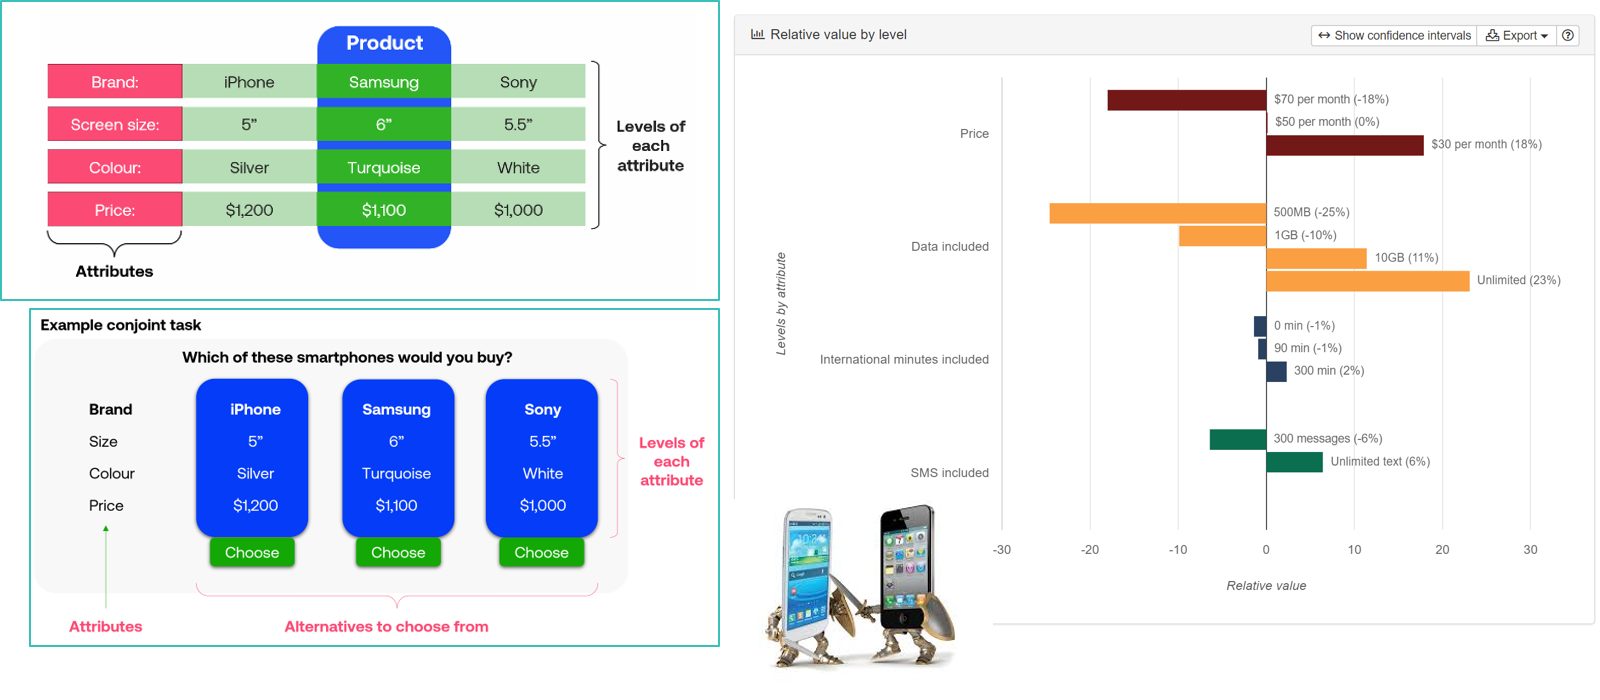 Product
Brand: iPhone Samsung Sony
Screen size: 5” 6” 5.5”
Colour: Silver Turquoise White
Price: $1,200 $1,100 $1,000
Levels of
each
attribute
Attributes
Example conjoint task
Which of these smartphones would you buy?
Brand iPhone Samsung Sony
Size 5” 6” 5.5”
Colour Silver Turquoise White
Price $1,200 $1,100 $1,000
Choose Choose Choose
Levels of
each
attribute
Attributes
Alternatives to choose from
Relative value by level
Show confidence intervals Export
Levels by attribute
Price
$70 per month (-18%)
$50 per month (0%)
$30 per month (18%)
Data included
500MB (-25%)
1GB (-10%)
10GB (11%)
Unlimited (23%)
International minutes included
0 min (-1%)
90 min (-1%)
300 min (2%)
SMS included
300 messages (-6%)
Unlimited text (6%)
-30 -20 -10 0 10 20 30
Relative value